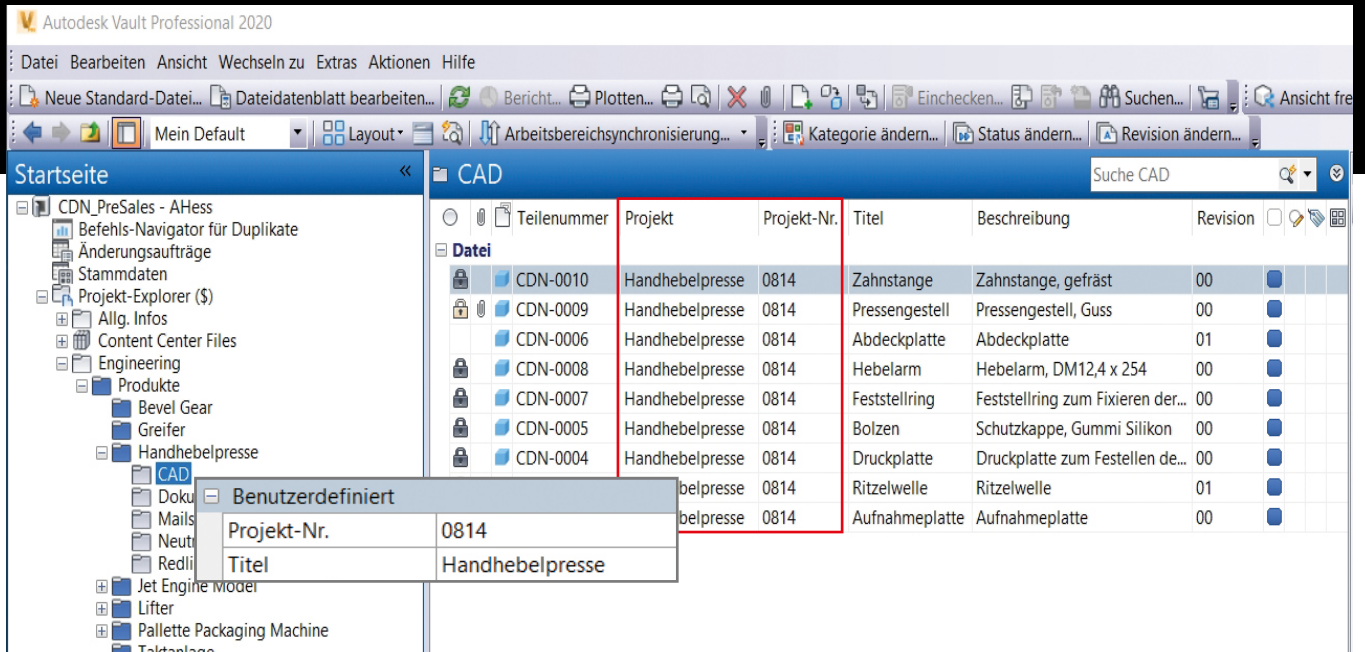 Autodesk Vault Professional 2020
Datei Bearbeiten Ansicht Wechseln zu Extras Aktionen Hilfe
Neue Standard-Datei... Dateidatenblatt bearbeiten... Bericht... Plotten... Einchecken... Suchen... Ansicht fre
Mein Default Layout Arbeitsbereichsynchronisierung... Kategorie ändern... Status ändern... Revision ändern...
Startseite
CDN_PreSales - AHess
Befehls-Navigator für Duplikate
Änderungsaufträge
Stammdaten
Projekt-Explorer ($)
Allg. Infos
Content Center Files
Engineering
Produkte
Bevel Gear
Greifer
Handhebelpresse
CAD
Doku
Mails
Neutr
Redli
Jet Engine Model
Lifter
Pallette Packaging Machine
Taktanlage
Benutzerdefiniert
Projekt-Nr. 0814
Titel Handhebelpresse
CAD Suche CAD
Teilenummer Projekt Projekt-Nr. Titel Beschreibung Revision
Datei
CDN-0010 Handhebelpresse 0814 Zahnstange Zahnstange, gefräst 00
CDN-0009 Handhebelpresse 0814 Pressengestell Pressengestell, Guss 00
CDN-0006 Handhebelpresse 0814 Abdeckplatte Abdeckplatte 01
CDN-0008 Handhebelpresse 0814 Hebelarm Hebelarm, DM12,4 x 254 00
CDN-0007 Handhebelpresse 0814 Feststellring Feststellring zum Fixieren der... 00
CDN-0005 Handhebelpresse 0814 Bolzen Schutzkappe, Gummi Silikon 00
CDN-0004 Handhebelpresse 0814 Druckplatte Druckplatte zum Festellen de... 00
belpresse 0814 Ritzelwelle Ritzelwelle 01
belpresse 0814 Aufnahmeplatte Aufnahmeplatte 00